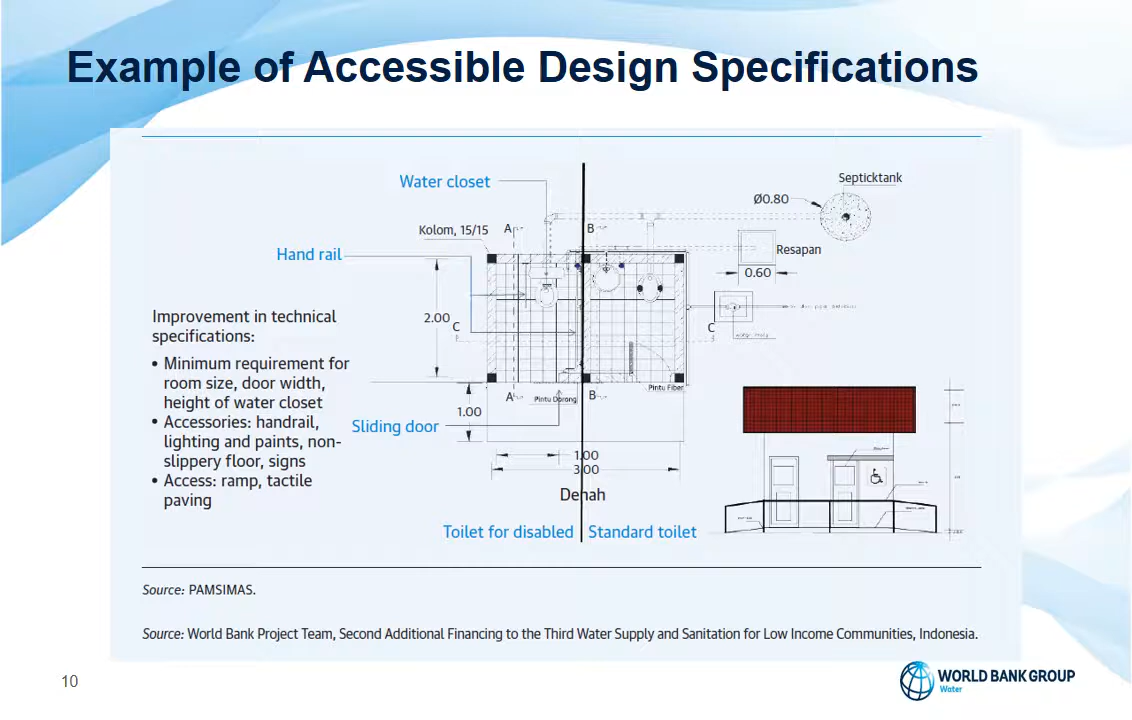 Example of Accessible Design Specifications
Septicktank
Water closet
Ø0.80
Kolom, 15/15
A
B
Hand rail
Resapan
0.60
2.00
C
C
Improvement in technical
specifications:
• Minimum requirement for
room size, door width,
height of water closet
• Accessories: handrail,
lighting and paints, non-
slippery floor, signs
• Access: ramp, tactile
paving
Pintu Fiber
A
Pintu Dorong
B
1.00
Sliding door
1.00
3.00
Denah
Toilet for disabled
Standard toilet
Source: PAMSIMAS.
Source: World Bank Project Team, Second Additional Financing to the Third Water Supply and Sanitation for Low Income Communities, Indonesia.
10
WORLD BANK GROUP
Water